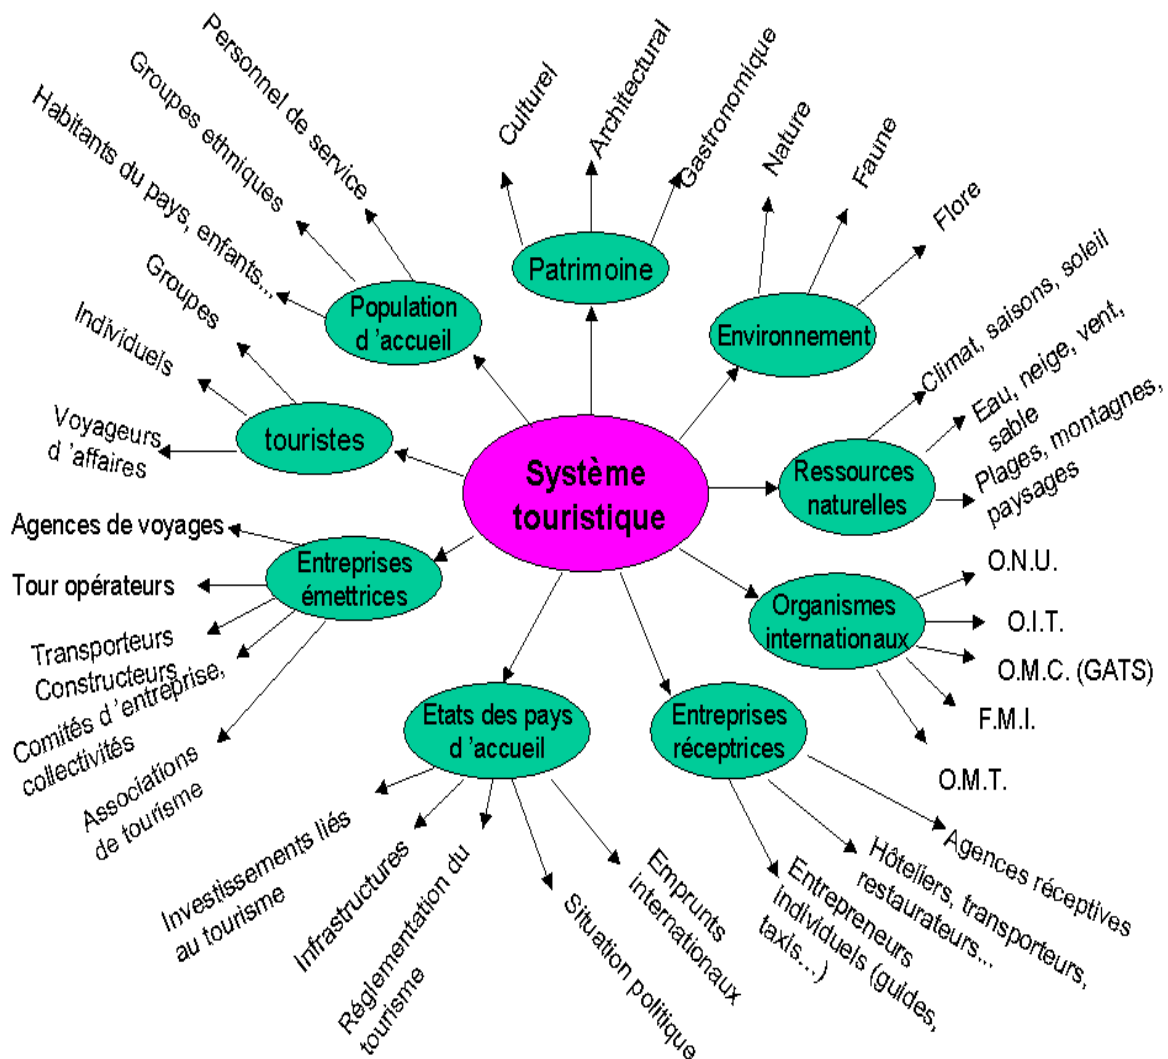 Système
touristique
Patrimoine
Culturel
Architectural
Gastronomique
Environnement
Nature
Faune
Flore
Ressources
naturelles
Climat, saisons, soleil
Eau, neige, vent,
sable
Plages, montagnes,
paysages
Organismes
internationaux
O.N.U.
O.I.T.
O.M.C. (GATS)
F.M.I.
O.M.T.
Entreprises
réceptrices
Agences réceptives
Hôteliers, transporteurs,
restaurateurs...
Entrepreneurs
individuels (guides,
taxis...)
Etats des pays
d 'accueil
Emprunts
internationaux
Situation politique
Réglementation du
tourisme
Infrastructures
Investissements liés
au tourisme
Entreprises
émettrices
Agences de voyages
Tour opérateurs
Transporteurs
Constructeurs
Comités d 'entreprise,
collectivités
Associations
de tourisme
touristes
Voyageurs
d 'affaires
Individuels
Groupes
Population
d 'accueil
Habitants du pays, enfants...
Groupes ethniques
Personnel de service